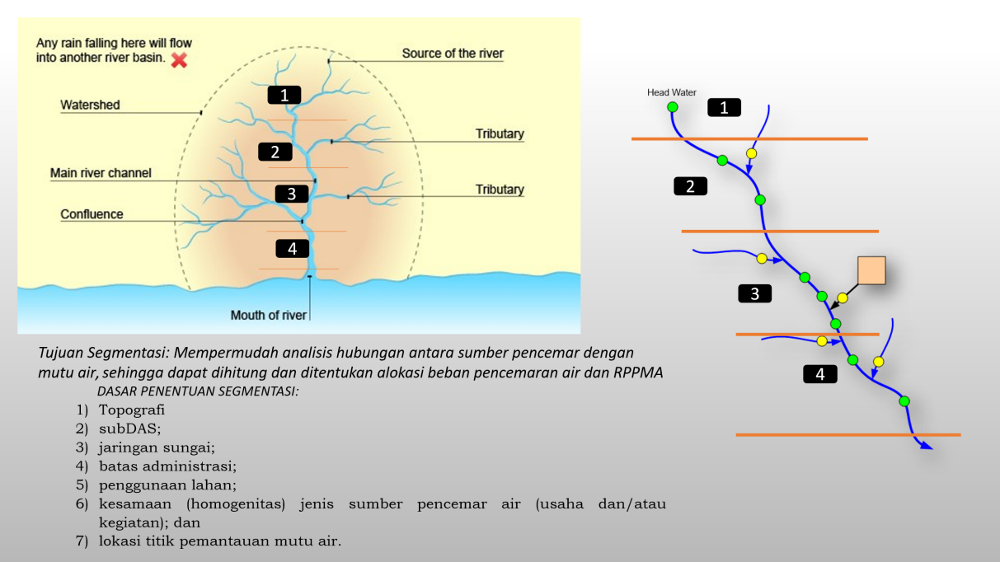 Any rain falling here will flow
into another river basin.
Source of the river
Watershed
Tributary
Main river channel
Tributary
Confluence
Mouth of river
1
2
3
4
Head Water
1
2
3
4
Tujuan Segmentasi: Mempermudah analisis hubungan antara sumber pencemar dengan
mutu air, sehingga dapat dihitung dan ditentukan alokasi beban pencemaran air dan RPPMA
DASAR PENENTUAN SEGMENTASI:
1) Topografi
2) subDAS;
3) jaringan sungai;
4) batas administrasi;
5) penggunaan lahan;
6) kesamaan (homogenitas) jenis sumber pencemar air (usaha dan/atau
kegiatan); dan
7) lokasi titik pemantauan mutu air.